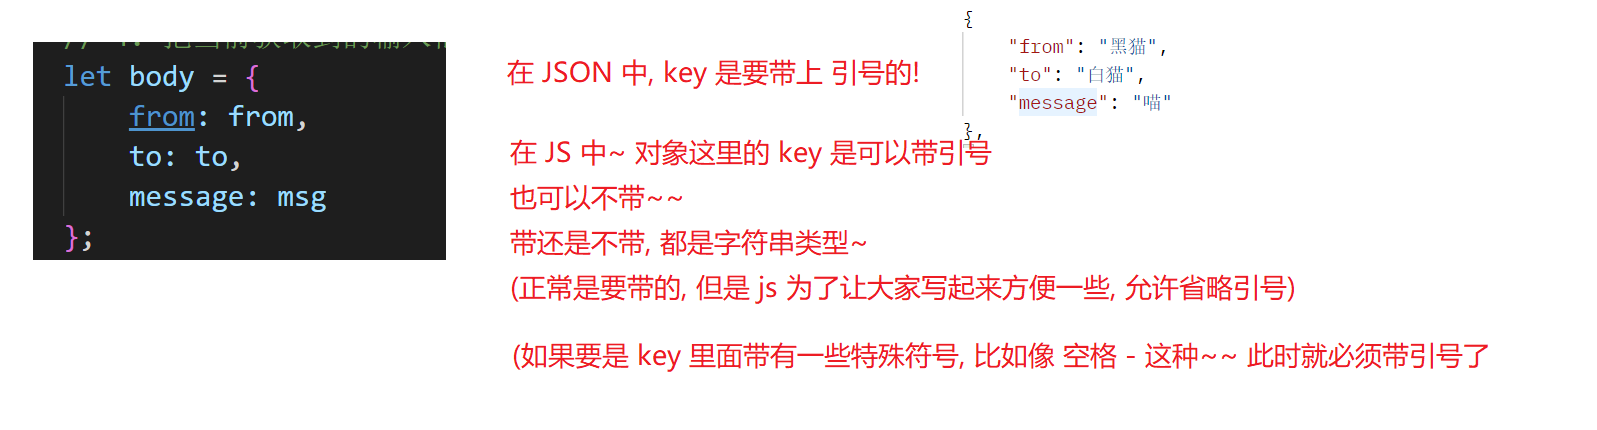 let body = {
from: from,
to: to,
message: msg
};
在 JSON 中, key 是要带上 引号的!
{
"from": "黑猫",
"to": "白猫",
"message": "喵"
},
在 JS 中~ 对象这里的 key 是可以带引号
也可以不带~~
带还是不带, 都是字符串类型~
(正常是要带的, 但是 js 为了让大家写起来方便一些, 允许省略引号)
(如果要是 key 里面带有一些特殊符号, 比如像 空格 - 这种~~ 此时就必须带引号了